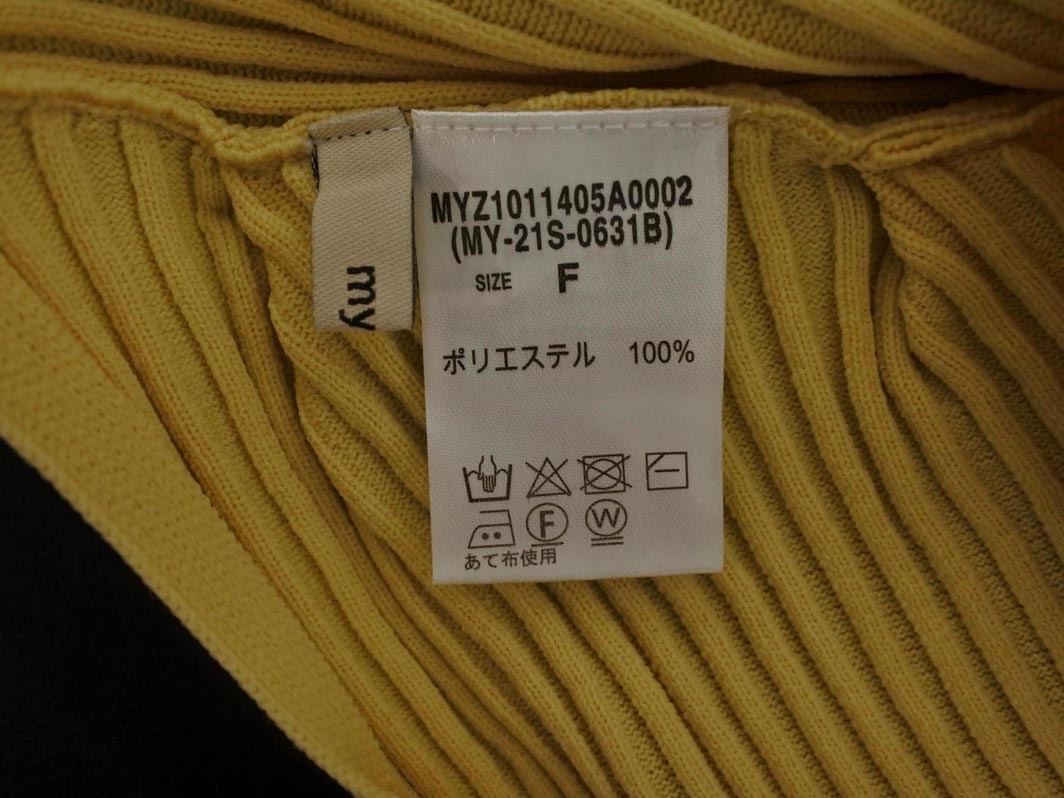 my
MYZ1011405A0002
(MY-21S-0631B)
SIZE F
ポリエステル 100%
F W
あて布使用